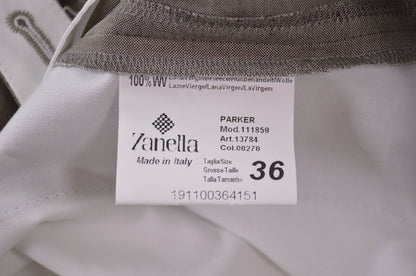 100% WV
LaineVierge/LanaVirgen/LaVirgem
Zanella
Made in Italy
PARKER
Mod.111859
Art.13784
Col.00270
Taglia/Size
Grosse/Taille
Talla/Tamanho
36
191100364151